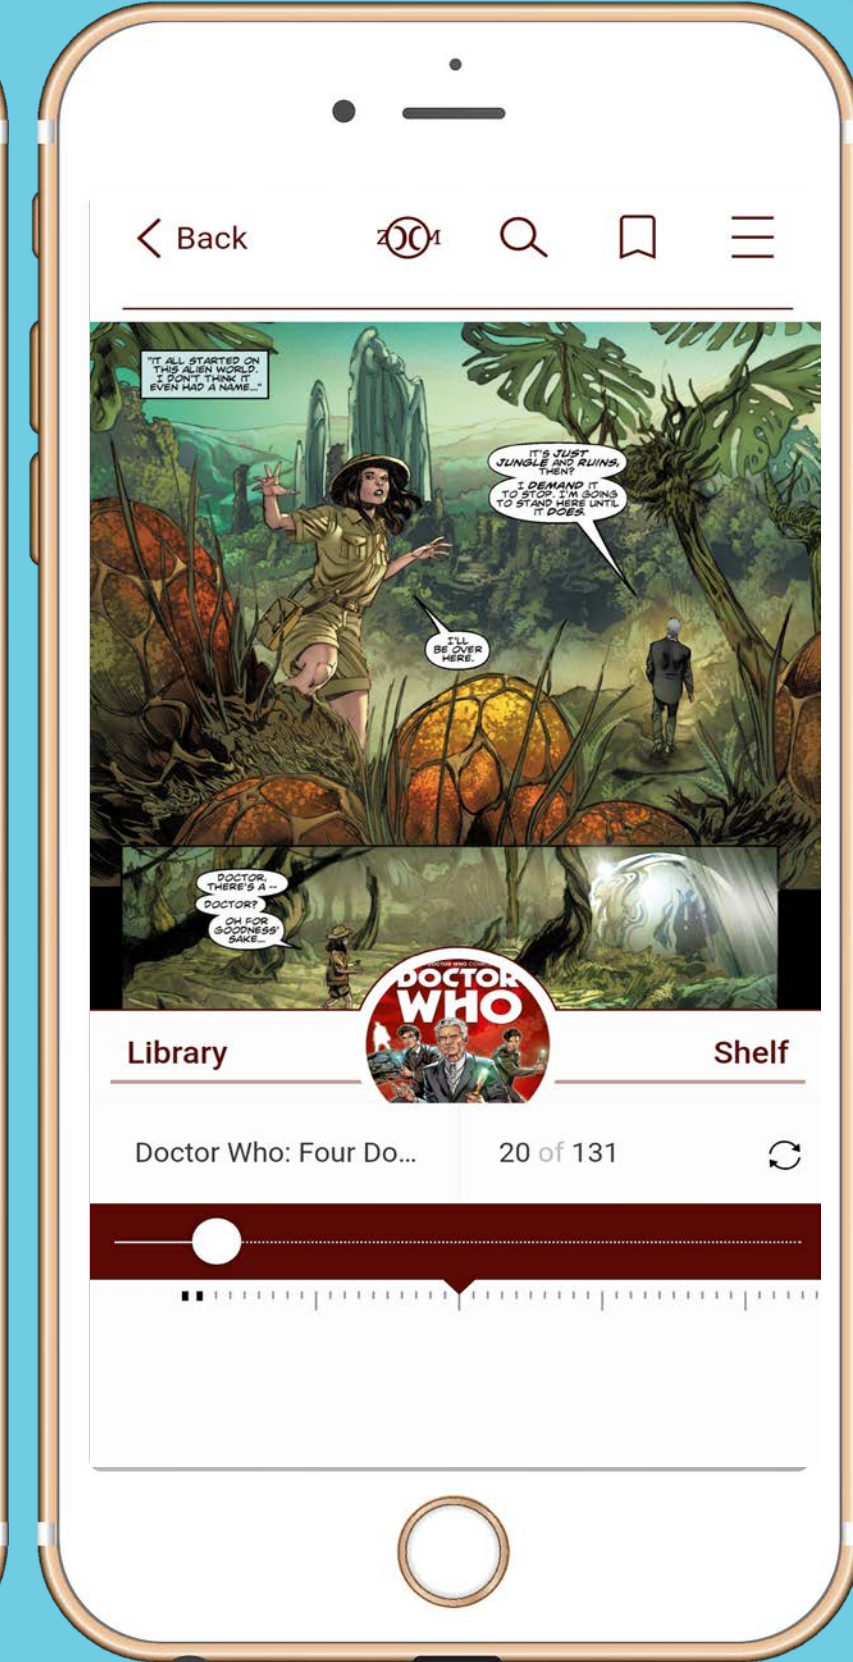 Back
ZOOM
"IT ALL STARTED ON
THIS ALIEN WORLD.
I DON'T THINK IT
EVEN HAD A NAME..."
IT'S JUST
JUNGLE AND RUINS,
THEN?
I DEMAND IT
TO STOP. I'M GOING
TO STAND HERE UNTIL
IT DOES.
I'LL
BE OVER
HERE.
DOCTOR,
THERE'S A --
DOCTOR?
OH FOR
GOODNESS'
SAKE...
DOCTOR
WHO
Library
Shelf
Doctor Who: Four Do...
20 of 131